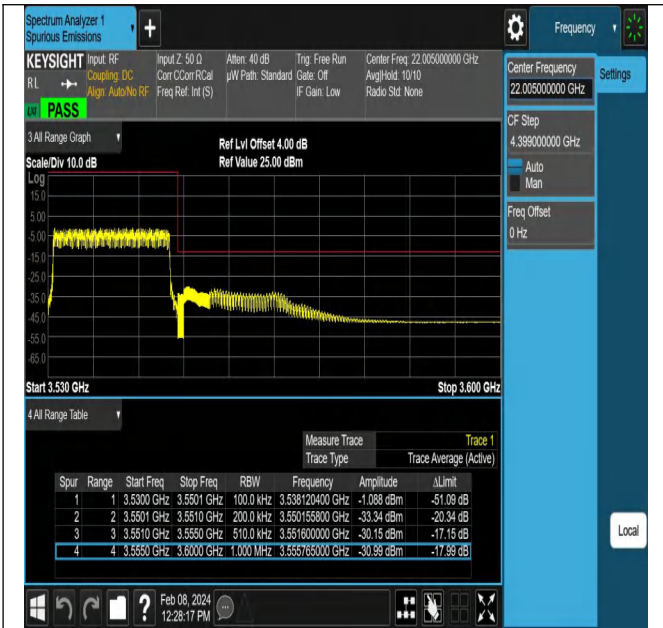 Spectrum Analyzer 1
Spurious Emissions
+
Frequency
KEYSIGHT Input: RF Input Z: 50 Ω Atten: 40 dB Trig: Free Run Center Freq: 22.005000000 GHz
RL Coupling: DC Corr CCorr RCal µW Path: Standard Gate: Off Avg|Hold: 10/10
Align: Auto/No RF Freq Ref: Int (S) IF Gain: Low Radio Std: None
PASS
Center Frequency
22.005000000 GHz
Settings
CF Step
4.399000000 GHz
Auto
Man
Freq Offset
0 Hz
3 All Range Graph
Ref Lvl Offset 4.00 dB
Scale/Div 10.0 dB Ref Value 25.00 dBm
Log
15.0
5.00
-5.00
-15.0
-25.0
-35.0
-45.0
-55.0
-65.0
Start 3.530 GHz Stop 3.600 GHz
4 All Range Table
Measure Trace Trace 1
Trace Type Trace Average (Active)
Spur Range Start Freq Stop Freq RBW Frequency Amplitude ΔLimit
1 1 3.5300 GHz 3.5501 GHz 100.0 kHz 3.538120400 GHz -1.088 dBm -51.09 dB
2 2 3.5501 GHz 3.5510 GHz 200.0 kHz 3.550155800 GHz -33.34 dBm -20.34 dB
3 3 3.5510 GHz 3.5550 GHz 510.0 kHz 3.551600000 GHz -30.15 dBm -17.15 dB
4 4 3.5550 GHz 3.6000 GHz 1.000 MHz 3.555765000 GHz -30.99 dBm -17.99 dB
Local
? Feb 08, 2024
12:28:17 PM